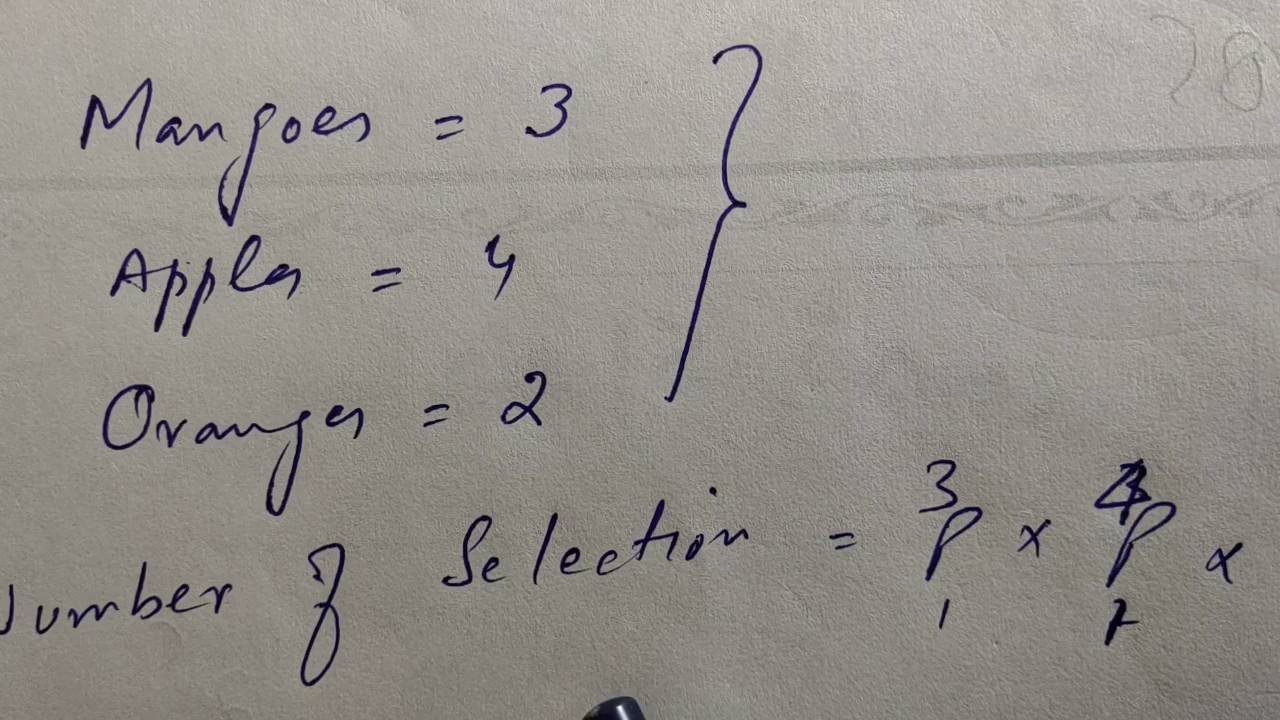 Mangoes = 3
Apples = 4
Oranges = 2
Number of Selection = ³P₁ × ⁴P₁ ×